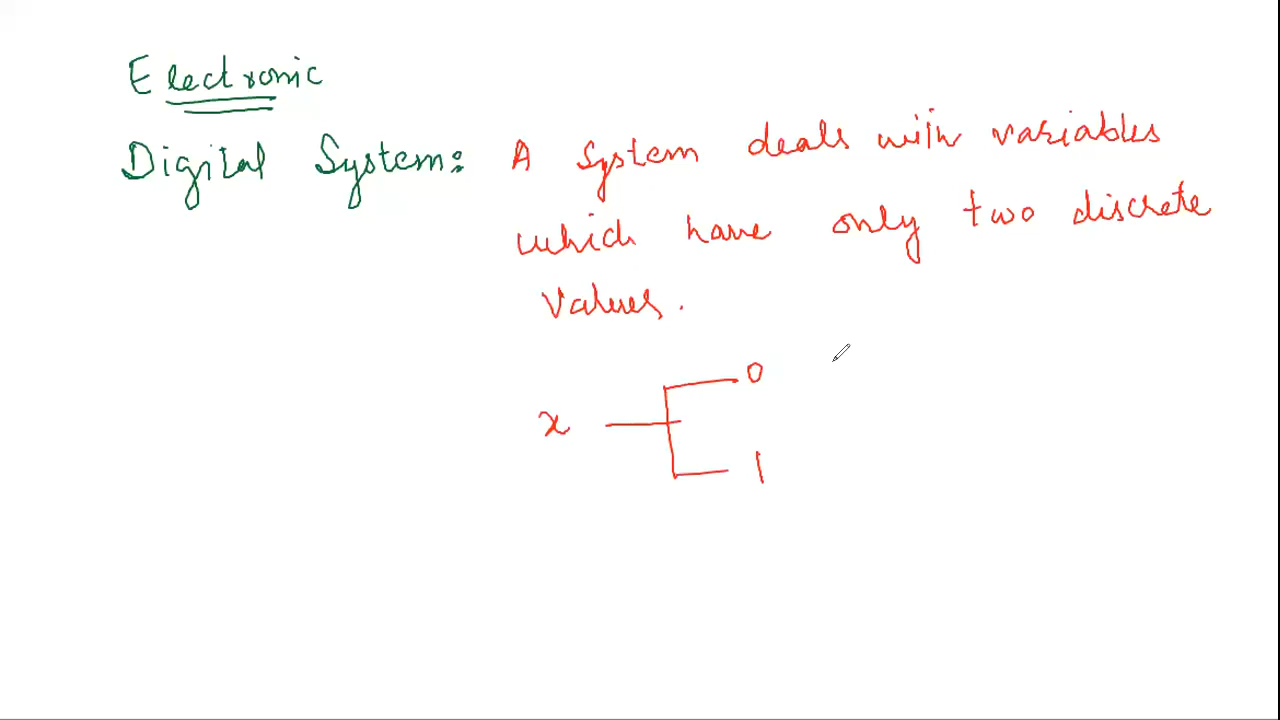 Electronic
Digital System: A System deals with variables
which have only two discrete
values.
x 0
1